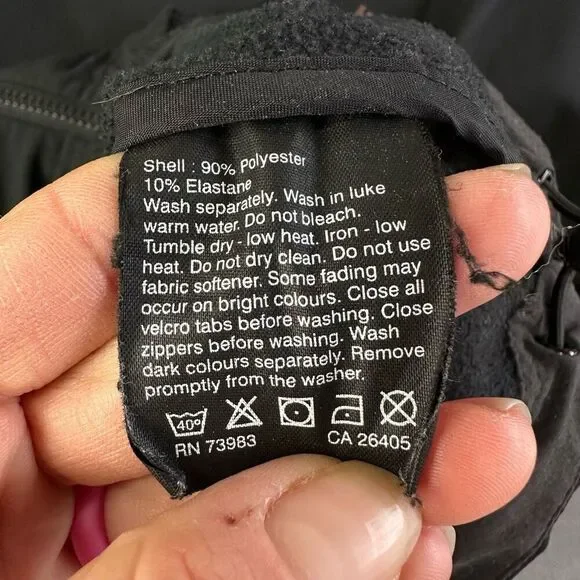 Shell : 90% Polyester
10% Elastane
Wash separately. Wash in luke
warm water. Do not bleach.
Tumble dry - low heat. Iron - low
heat. Do not dry clean. Do not use
fabric softener. Some fading may
occur on bright colours. Close all
velcro tabs before washing. Close
zippers before washing. Wash
dark colours separately. Remove
promptly from the washer.
40°
RN 73983 CA 26405